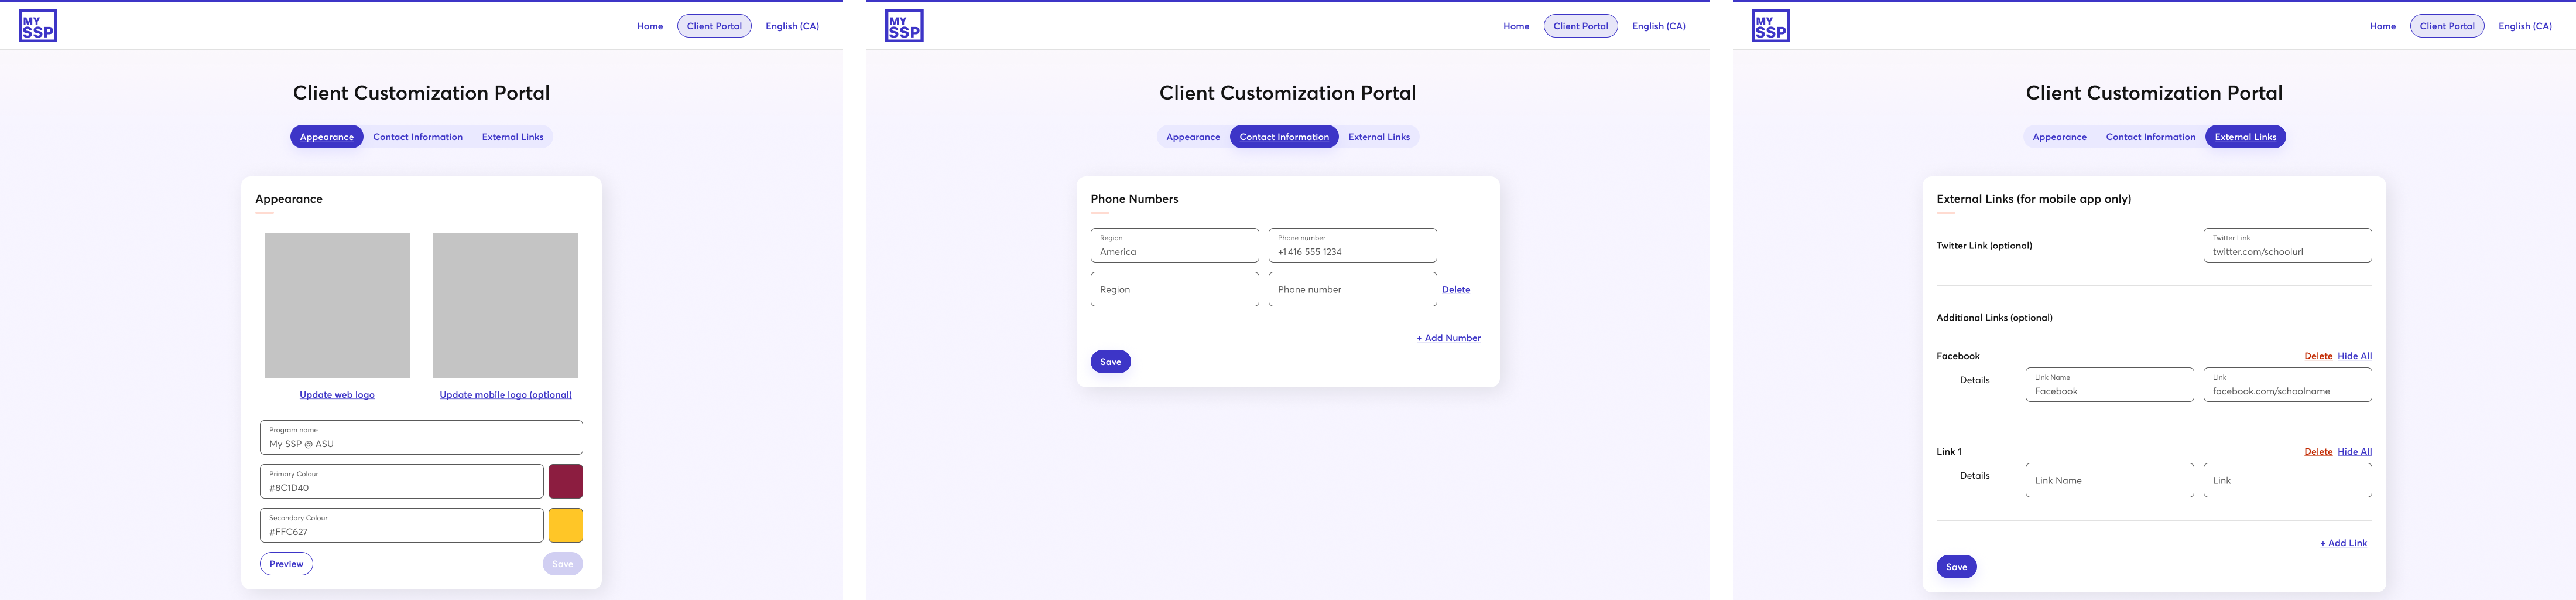 MY
SSP
Home
Client Portal
English (CA)
Client Customization Portal
Appearance
Contact Information
External Links
Appearance
Update web logo
Update mobile logo (optional)
Program name
My SSP @ ASU
Primary Colour
#8C1D40
Secondary Colour
#FFC627
Preview
Save
MY
SSP
Home
Client Portal
English (CA)
Client Customization Portal
Appearance
Contact Information
External Links
Phone Numbers
Region
America
Phone number
+1 416 555 1234
Region
Phone number
Delete
+ Add Number
Save
MY
SSP
Home
Client Portal
English (CA)
Client Customization Portal
Appearance
Contact Information
External Links
External Links (for mobile app only)
Twitter Link (optional)
Twitter Link
twitter.com/schoolurl
Additional Links (optional)
Facebook
Delete
Hide All
Details
Link Name
Facebook
Link
facebook.com/schoolname
Link 1
Delete
Hide All
Details
Link Name
Link
+ Add Link
Save